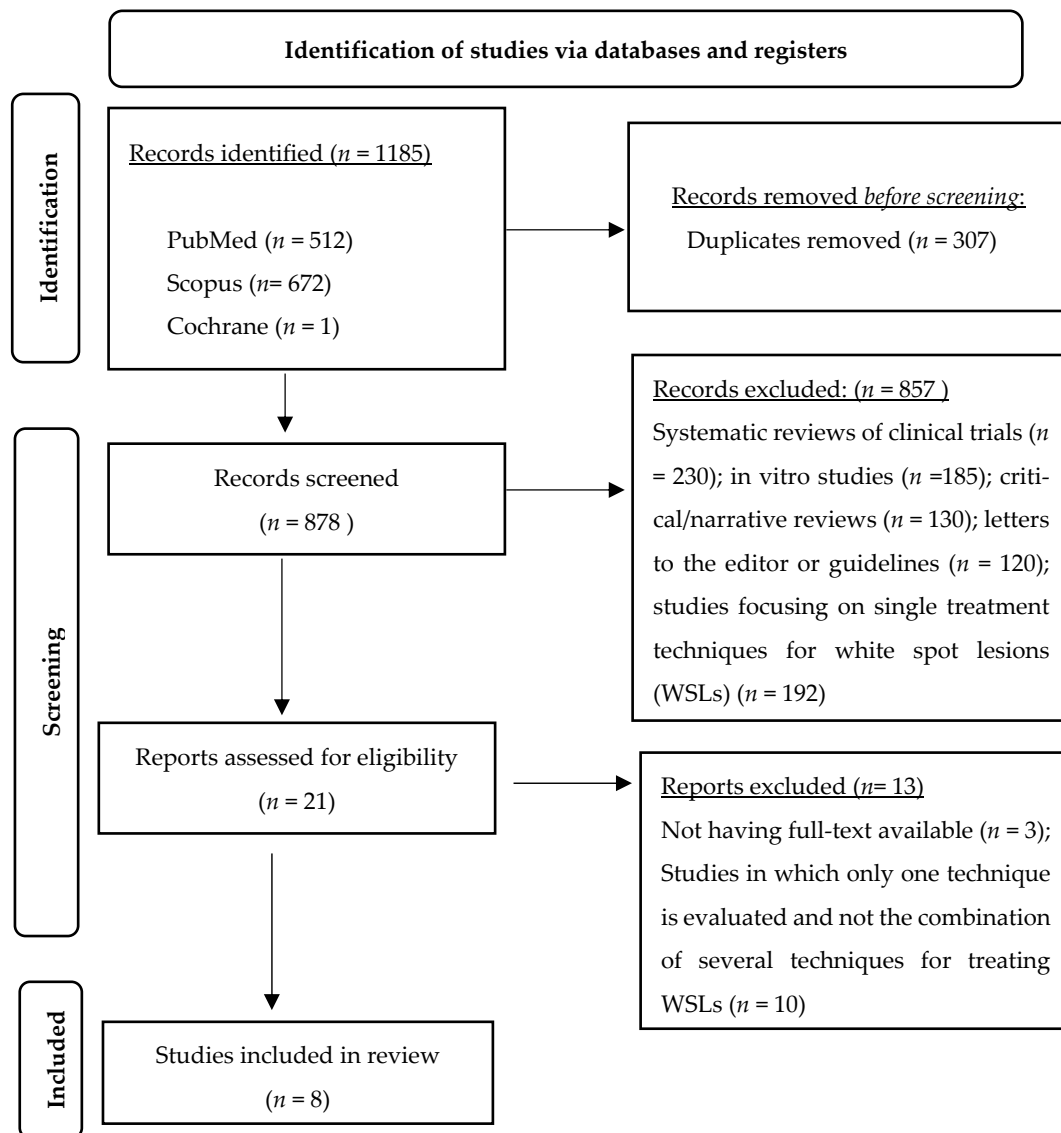 Identification of studies via databases and registers
Identification
Records identified (n = 1185)
PubMed (n = 512)
Scopus (n= 672)
Cochrane (n = 1)
Records removed before screening:
Duplicates removed (n = 307)
Screening
Records screened
(n = 878 )
Records excluded: (n = 857 )
Systematic reviews of clinical trials (n
= 230); in vitro studies (n =185); criti-
cal/narrative reviews (n = 130); letters
to the editor or guidelines (n = 120);
studies focusing on single treatment
techniques for white spot lesions
(WSLs) (n = 192)
Reports assessed for eligibility
(n = 21)
Reports excluded (n= 13)
Not having full-text available (n = 3);
Studies in which only one technique
is evaluated and not the combination
of several techniques for treating
WSLs (n = 10)
Included
Studies included in review
(n = 8)